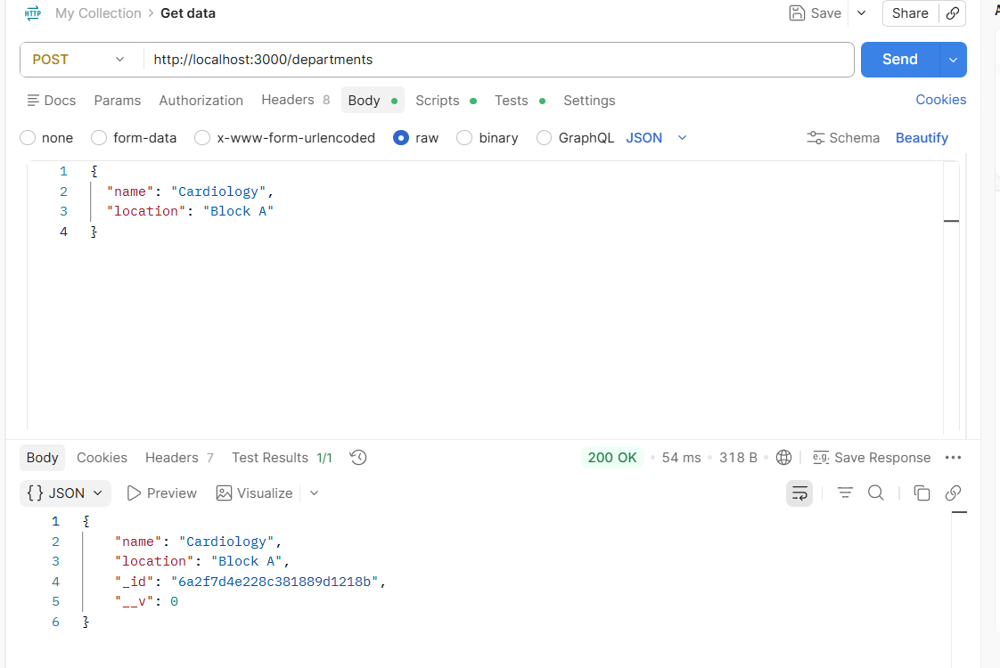 HTTP My Collection > Get data Save Share
POST http://localhost:3000/departments Send
Docs Params Authorization Headers 8 Body Scripts Tests Settings Cookies
none form-data x-www-form-urlencoded raw binary GraphQL JSON Schema Beautify
1 {
2 "name": "Cardiology",
3 "location": "Block A"
4 }
Body Cookies Headers 7 Test Results 1/1 200 OK 54 ms 318 B e.g. Save Response
{} JSON Preview Visualize
1 {
2 "name": "Cardiology",
3 "location": "Block A",
4 "_id": "6a2f7d4e228c381889d1218b",
5 "__v": 0
6 }